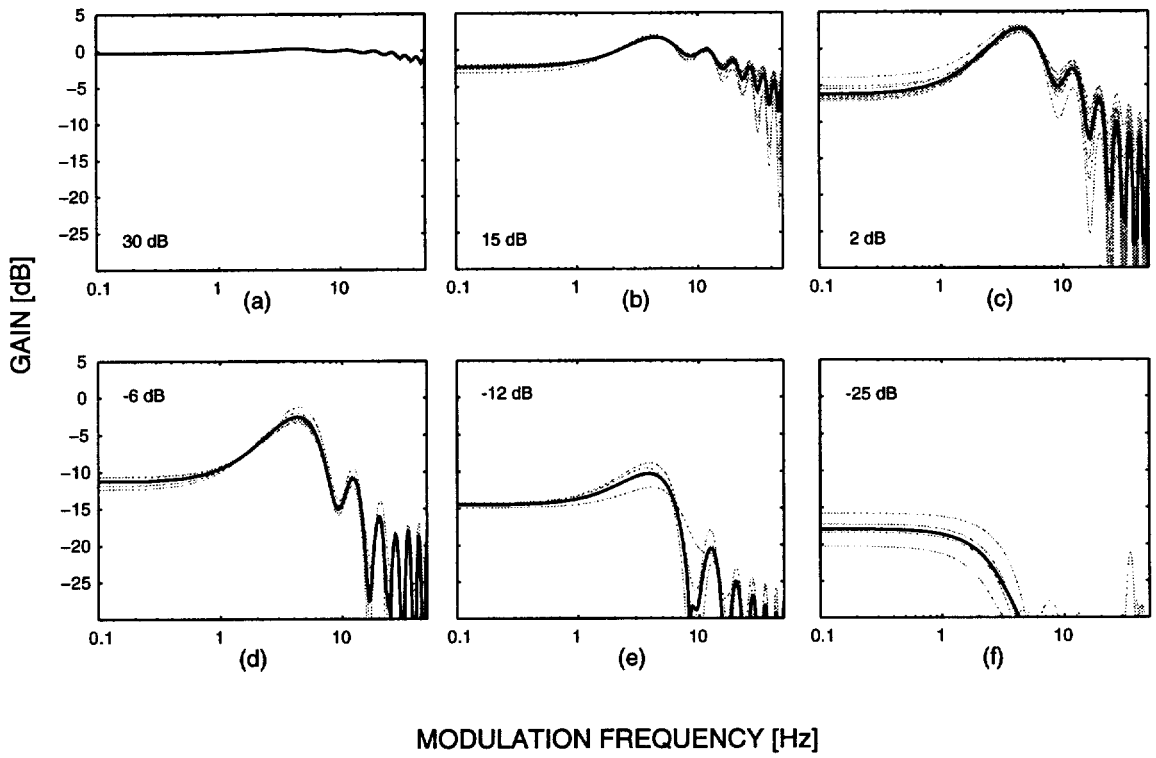 GAIN [dB]
5
0
−5
−10
−15
−20
−25
30 dB
0.1 1 10
(a)
15 dB
0.1 1 10
(b)
2 dB
0.1 1 10
(c)
5
0
−5
−10
−15
−20
−25
-6 dB
0.1 1 10
(d)
-12 dB
0.1 1 10
(e)
-25 dB
0.1 1 10
(f)
MODULATION FREQUENCY [Hz]